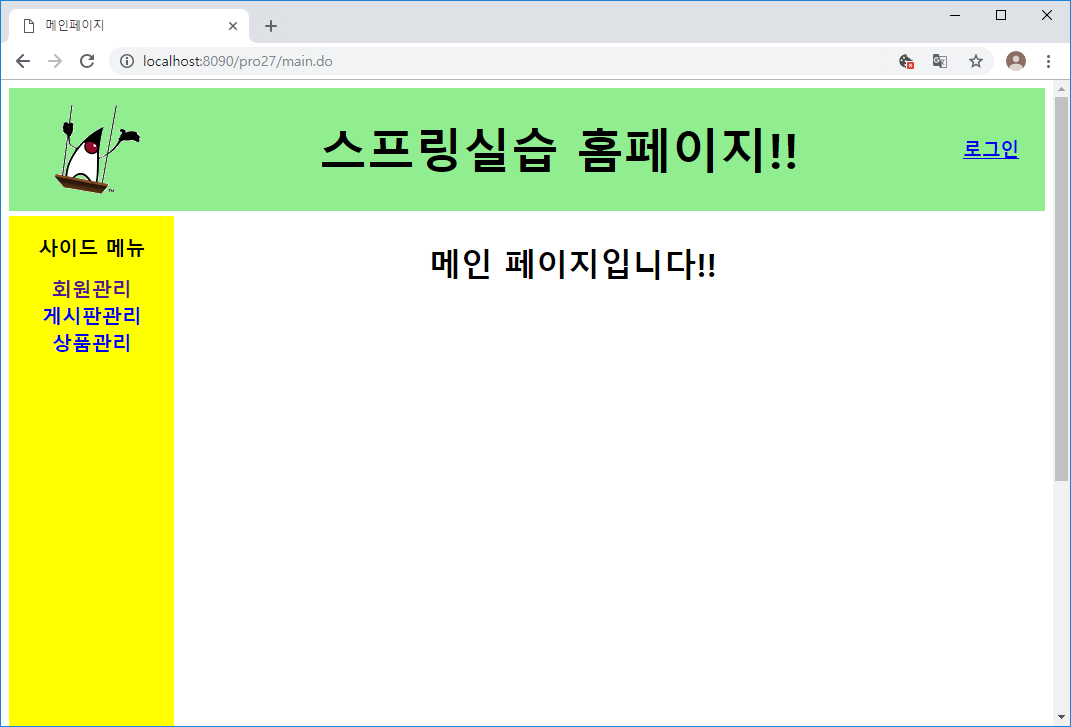 메인페이지
localhost:8090/pro27/main.do
스프링실습 홈페이지!!
로그인
사이드 메뉴
회원관리
게시판관리
상품관리
메인 페이지입니다!!